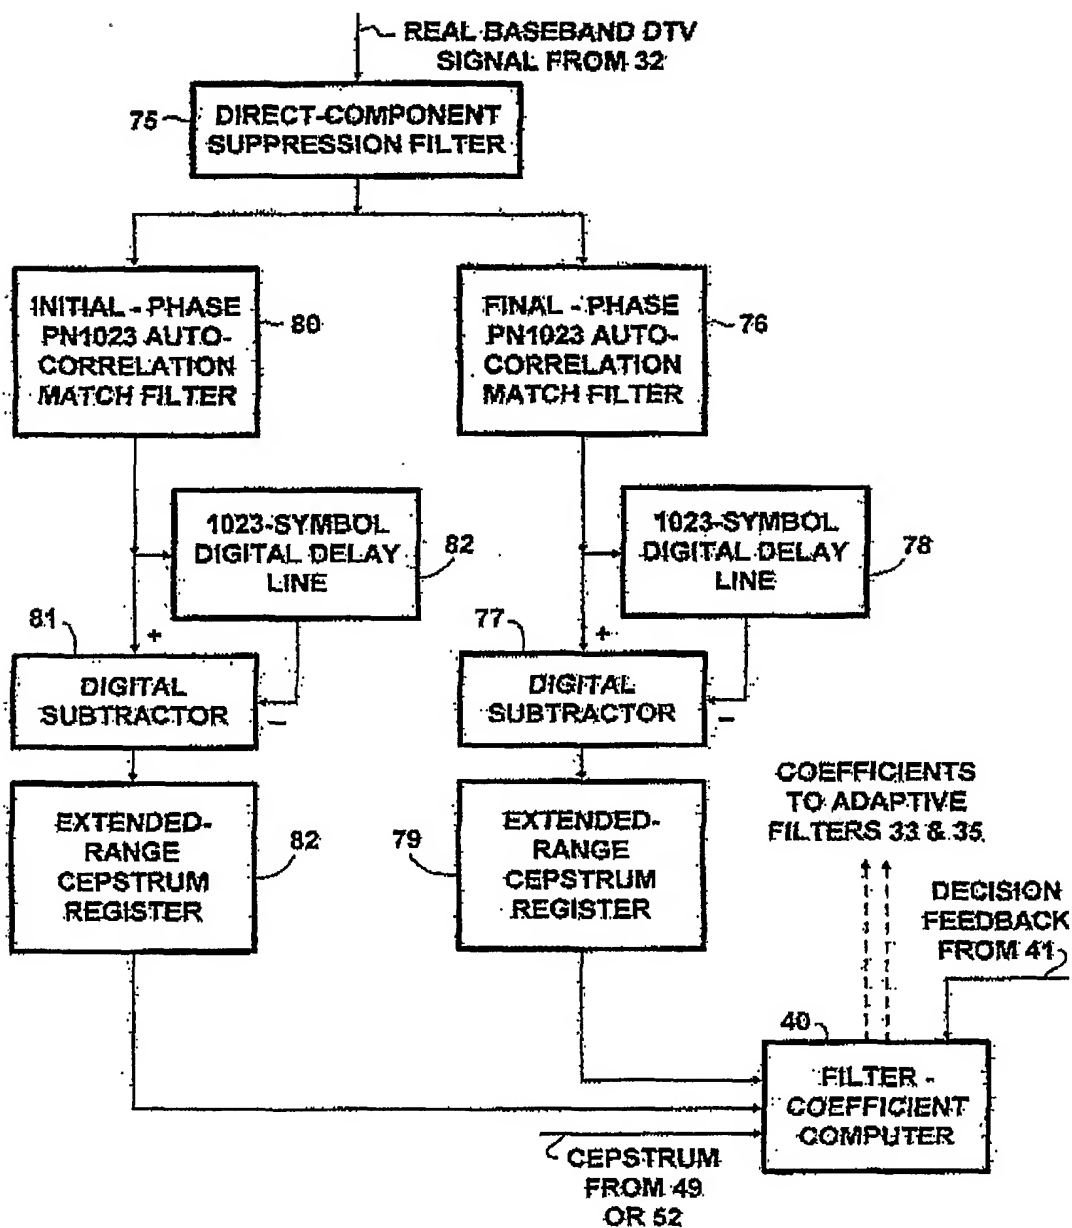 REAL BASEBAND DTV
SIGNAL FROM 32
75
DIRECT-COMPONENT
SUPPRESSION FILTER
INITIAL - PHASE
PN1023 AUTO-
CORRELATION
MATCH FILTER
80
FINAL - PHASE
PN1023 AUTO-
CORRELATION
MATCH FILTER
76
1023-SYMBOL
DIGITAL DELAY
LINE
82
1023-SYMBOL
DIGITAL DELAY
LINE
78
81
+
DIGITAL
SUBTRACTOR
−
77
+
DIGITAL
SUBTRACTOR
−
EXTENDED-
RANGE
CEPSTRUM
REGISTER
82
79
EXTENDED-
RANGE
CEPSTRUM
REGISTER
COEFFICIENTS
TO ADAPTIVE
FILTERS 33 & 35
DECISION
FEEDBACK
FROM 41
40
FILTER -
COEFFICIENT
COMPUTER
CEPSTRUM
FROM 49
OR 52